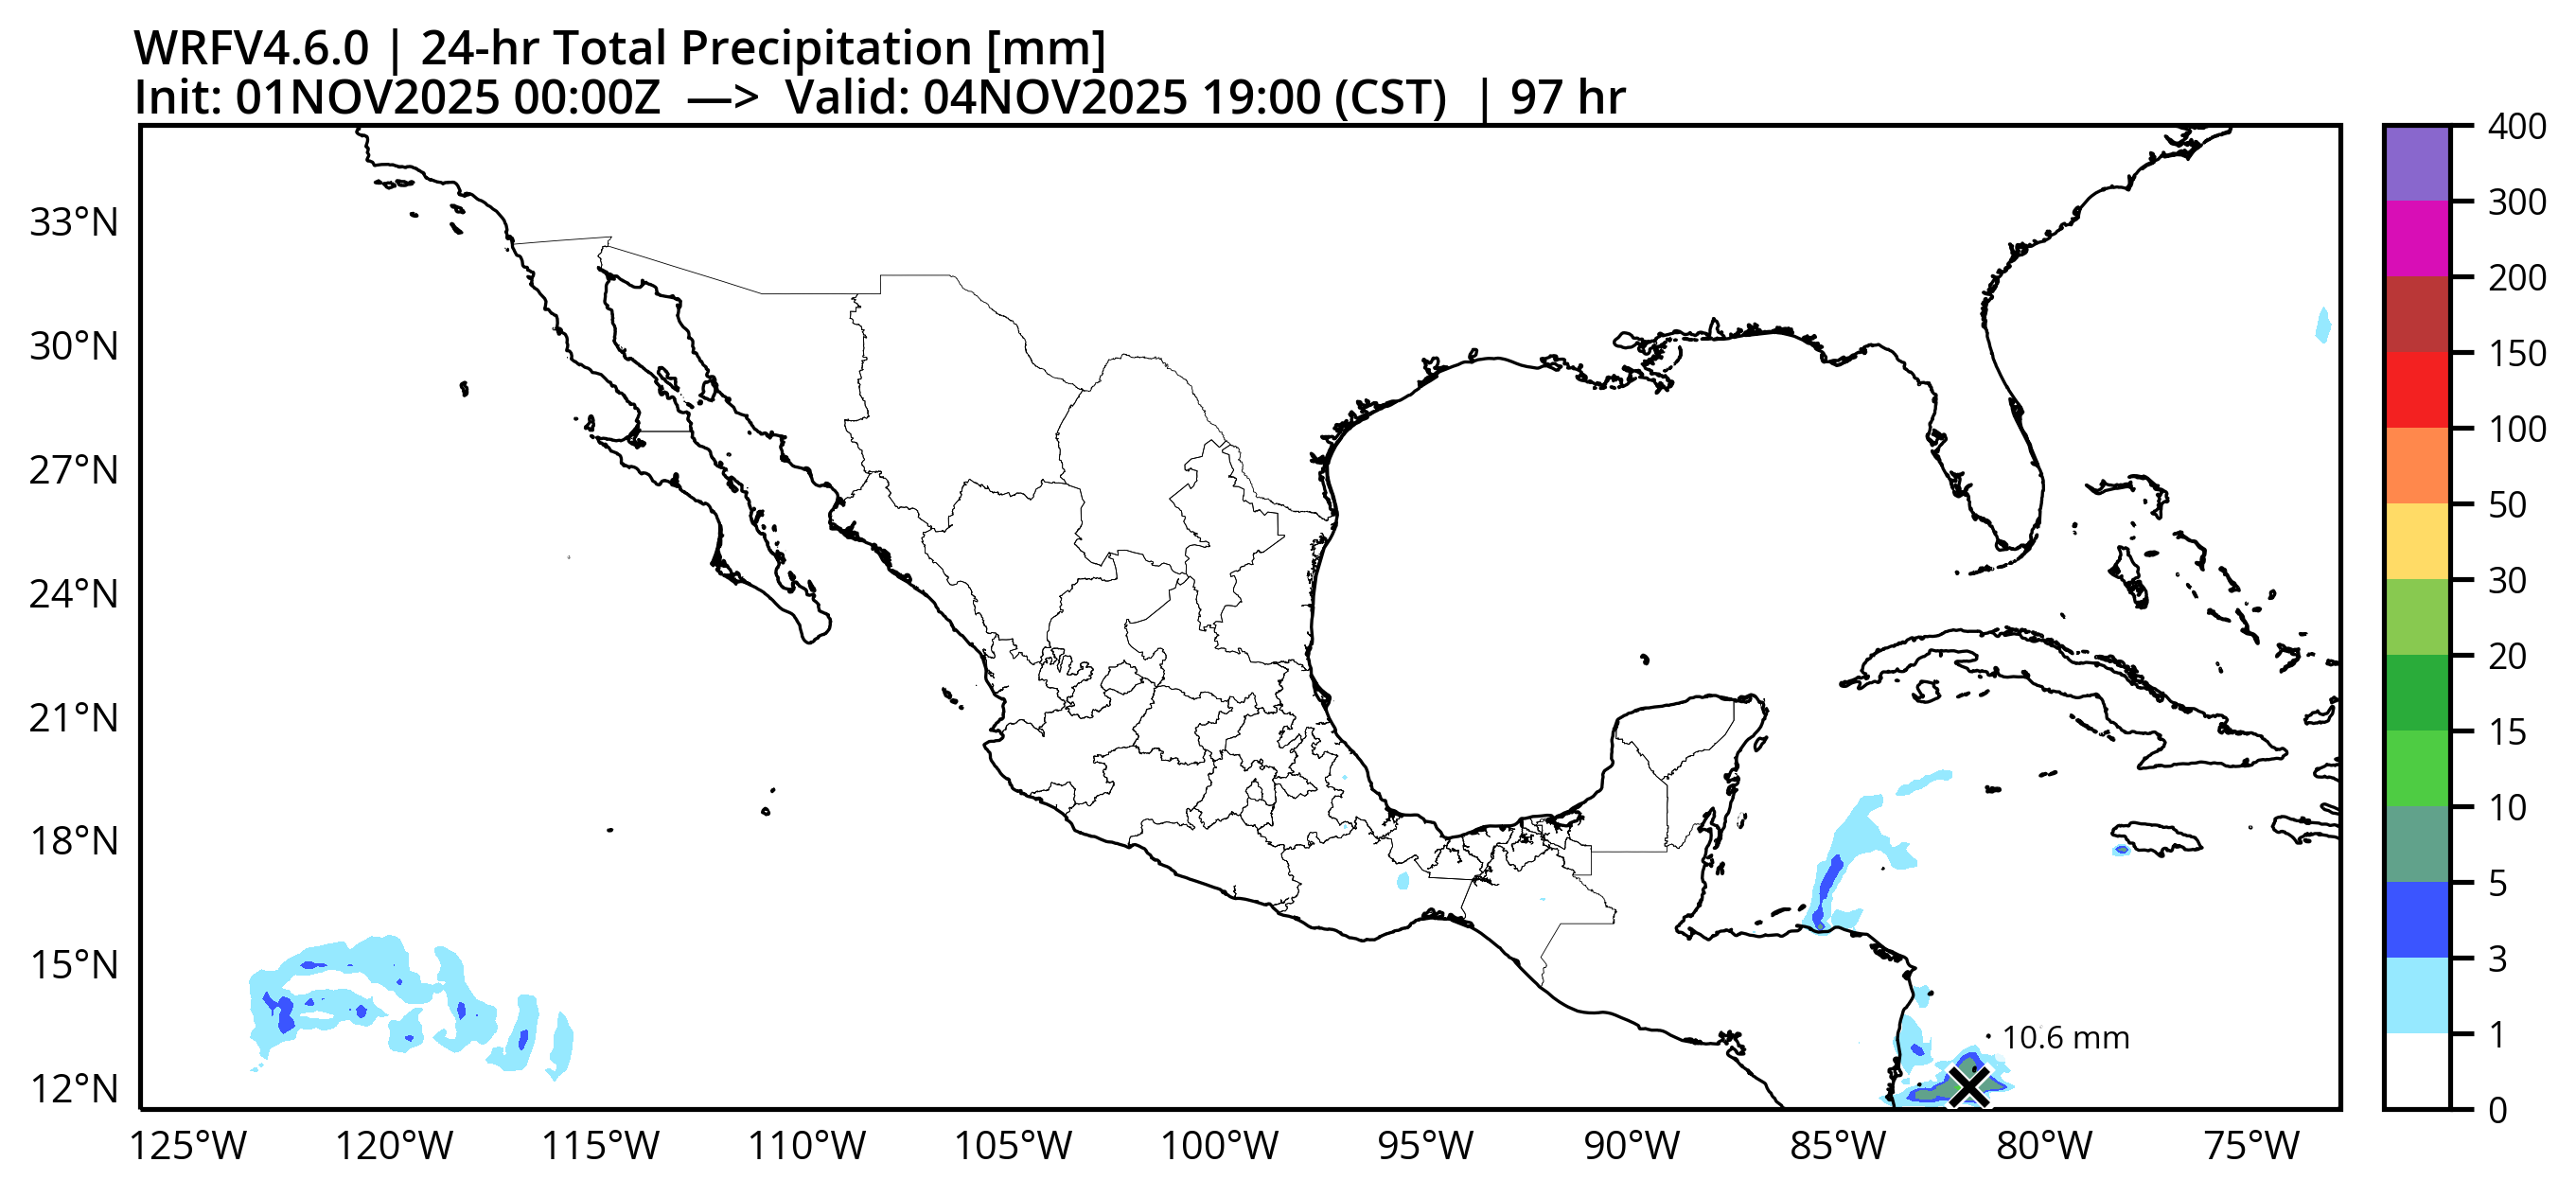 WRFV4.6.0 | 24-hr Total Precipitation [mm]
Init: 01NOV2025 00:00Z —> Valid: 04NOV2025 19:00 (CST) | 97 hr
33°N
30°N
27°N
24°N
21°N
18°N
15°N
12°N
10.6 mm
125°W 120°W 115°W 110°W 105°W 100°W 95°W 90°W 85°W 80°W 75°W
400
300
200
150
100
50
30
20
15
10
5
3
1
0